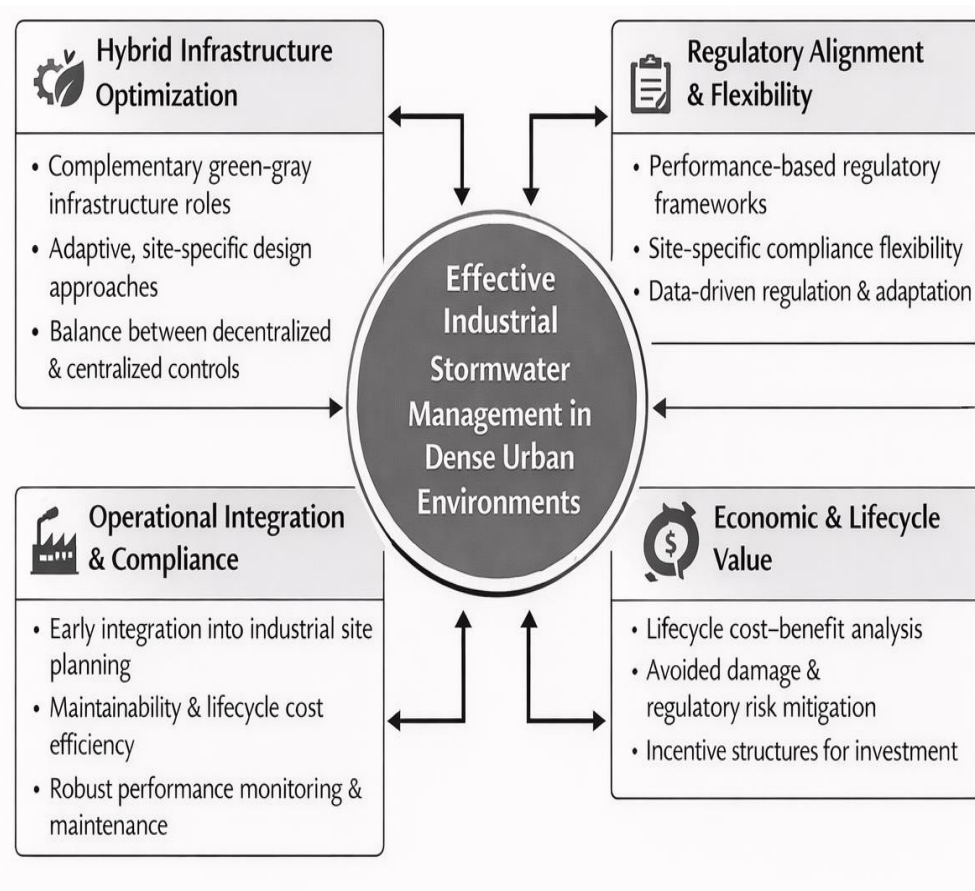 Hybrid Infrastructure
Optimization
• Complementary green-gray
infrastructure roles
• Adaptive, site-specific design
approaches
• Balance between decentralized
& centralized controls
Regulatory Alignment
& Flexibility
• Performance-based regulatory
frameworks
• Site-specific compliance flexibility
• Data-driven regulation & adaptation
Effective
Industrial
Stormwater
Management in
Dense Urban
Environments
Operational Integration
& Compliance
• Early integration into industrial site
planning
• Maintainability & lifecycle cost
efficiency
• Robust performance monitoring &
maintenance
$
Economic & Lifecycle
Value
• Lifecycle cost–benefit analysis
• Avoided damage &
regulatory risk mitigation
• Incentive structures for investment